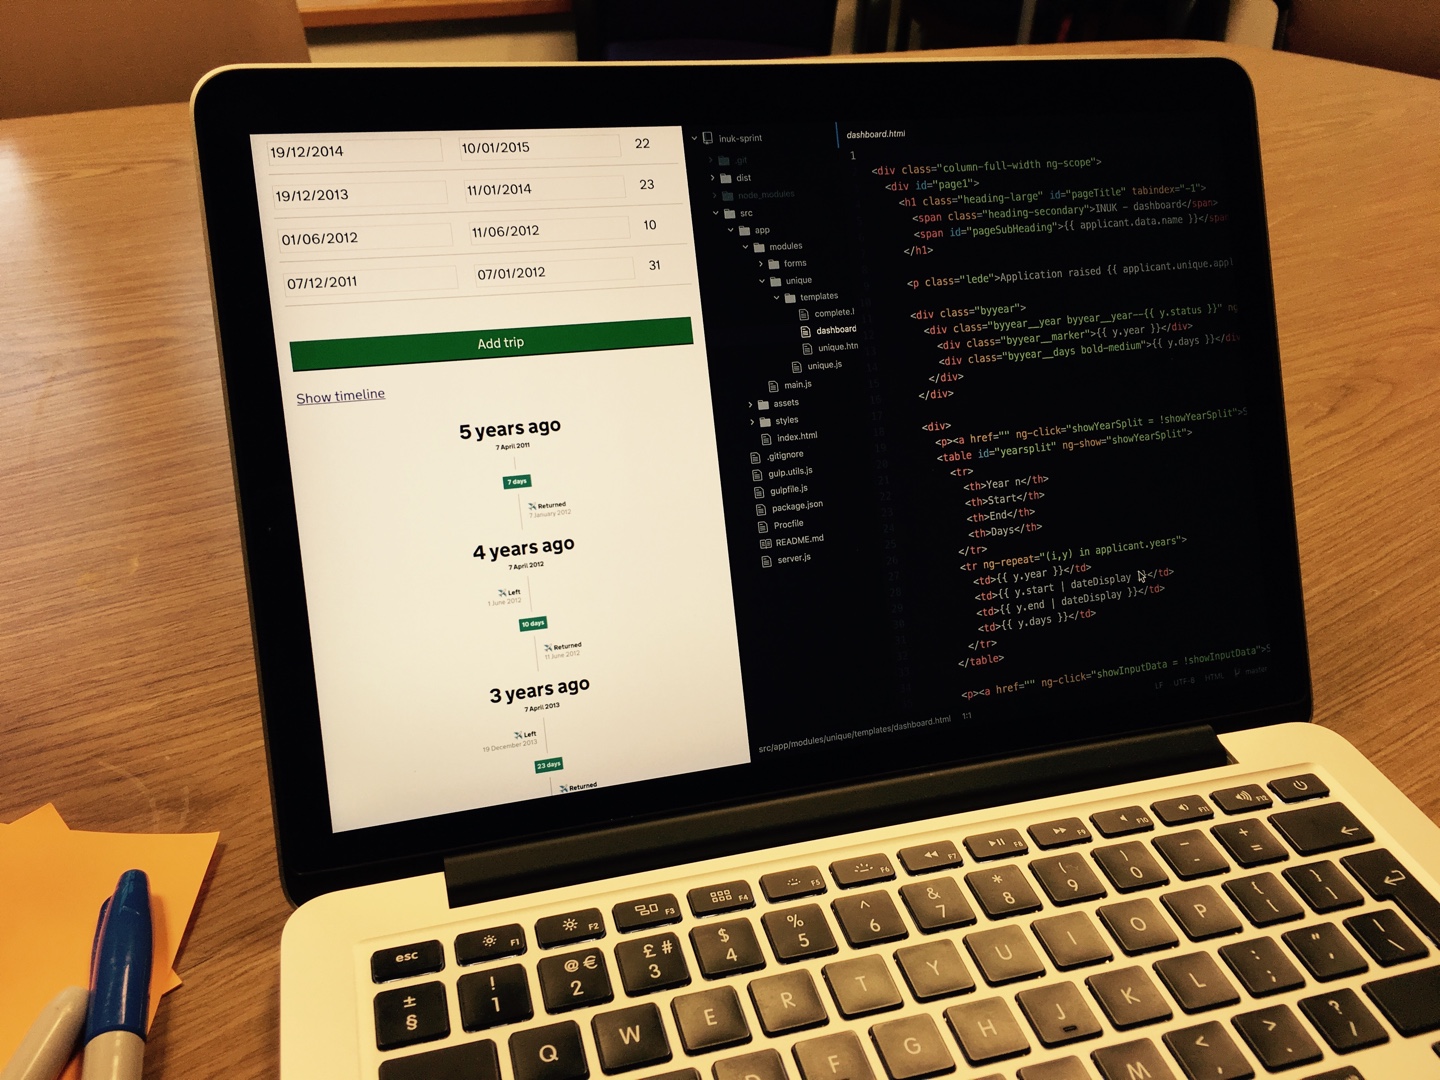 19/12/2014 10/01/2015 22
19/12/2013 11/01/2014 23
01/06/2012 11/06/2012 10
07/12/2011 07/01/2012 31
Add trip
Show timeline
5 years ago
7 April 2011
7 days
Returned
7 January 2012
4 years ago
7 April 2012
Left
1 June 2012
10 days
Returned
11 June 2012
3 years ago
7 April 2013
Left
19 December 2013
23 days
Returned
inuk-sprint
.git
dist
node_modules
src
app
modules
forms
unique
templates
complete.l
dashboard
unique.htn
unique.js
main.js
assets
styles
index.html
.gitignore
gulp.utils.js
gulpfile.js
package.json
Procfile
README.md
server.js
dashboard.html
1
<div class="column-full-width ng-scope">
<div id="page1">
<h1 class="heading-large" id="pageTitle" tabindex="-1">
<span class="heading-secondary">INUK - dashboard</span>
<span id="pageSubHeading">{{ applicant.data.name }}</span>
</h1>
<p class="lede">Application raised {{ applicant.unique.appl
<div class="byyear">
<div class="byyear__year byyear__year--{{ y.status }}" ng
<div class="byyear__marker">{{ y.year }}</div>
<div class="byyear__days bold-medium">{{ y.days }}</div>
</div>
</div>
<div>
<p><a href="" ng-click="showYearSplit = !showYearSplit">S
<table id="yearsplit" ng-show="showYearSplit">
<tr>
<th>Year n</th>
<th>Start</th>
<th>End</th>
<th>Days</th>
</tr>
<tr ng-repeat="(i,y) in applicant.years">
<td>{{ y.year }}</td>
<td>{{ y.start | dateDisplay }}</td>
<td>{{ y.end | dateDisplay }}</td>
<td>{{ y.days }}</td>
</tr>
</table>
<p><a href="" ng-click="showInputData = !showInputData">S
src/app/modules/unique/templates/dashboard.html 1:1
LF UTF-8 HTML master
esc F1 F2 F3 F4 F5 F6 F7 F8 F9 F10 F11 F12
± § ! 1 @ € 2 £ # 3 $ 4 % 5 ^ 6 & 7 * 8 ( 9 ) 0 _ - + =
Q W E R T Y U I O P { [ } ]
D F G H J K L : ; " ' | \
M < , > . ? /